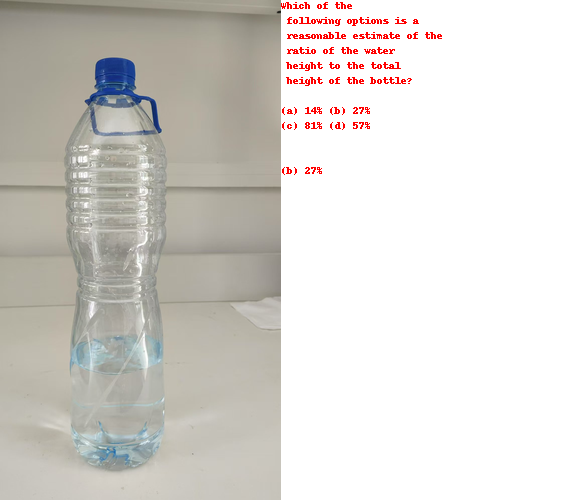 Which of the
following options is a
reasonable estimate of the
ratio of the water
height to the total
height of the bottle?
(a) 14% (b) 27%
(c) 81% (d) 57%
(b) 27%